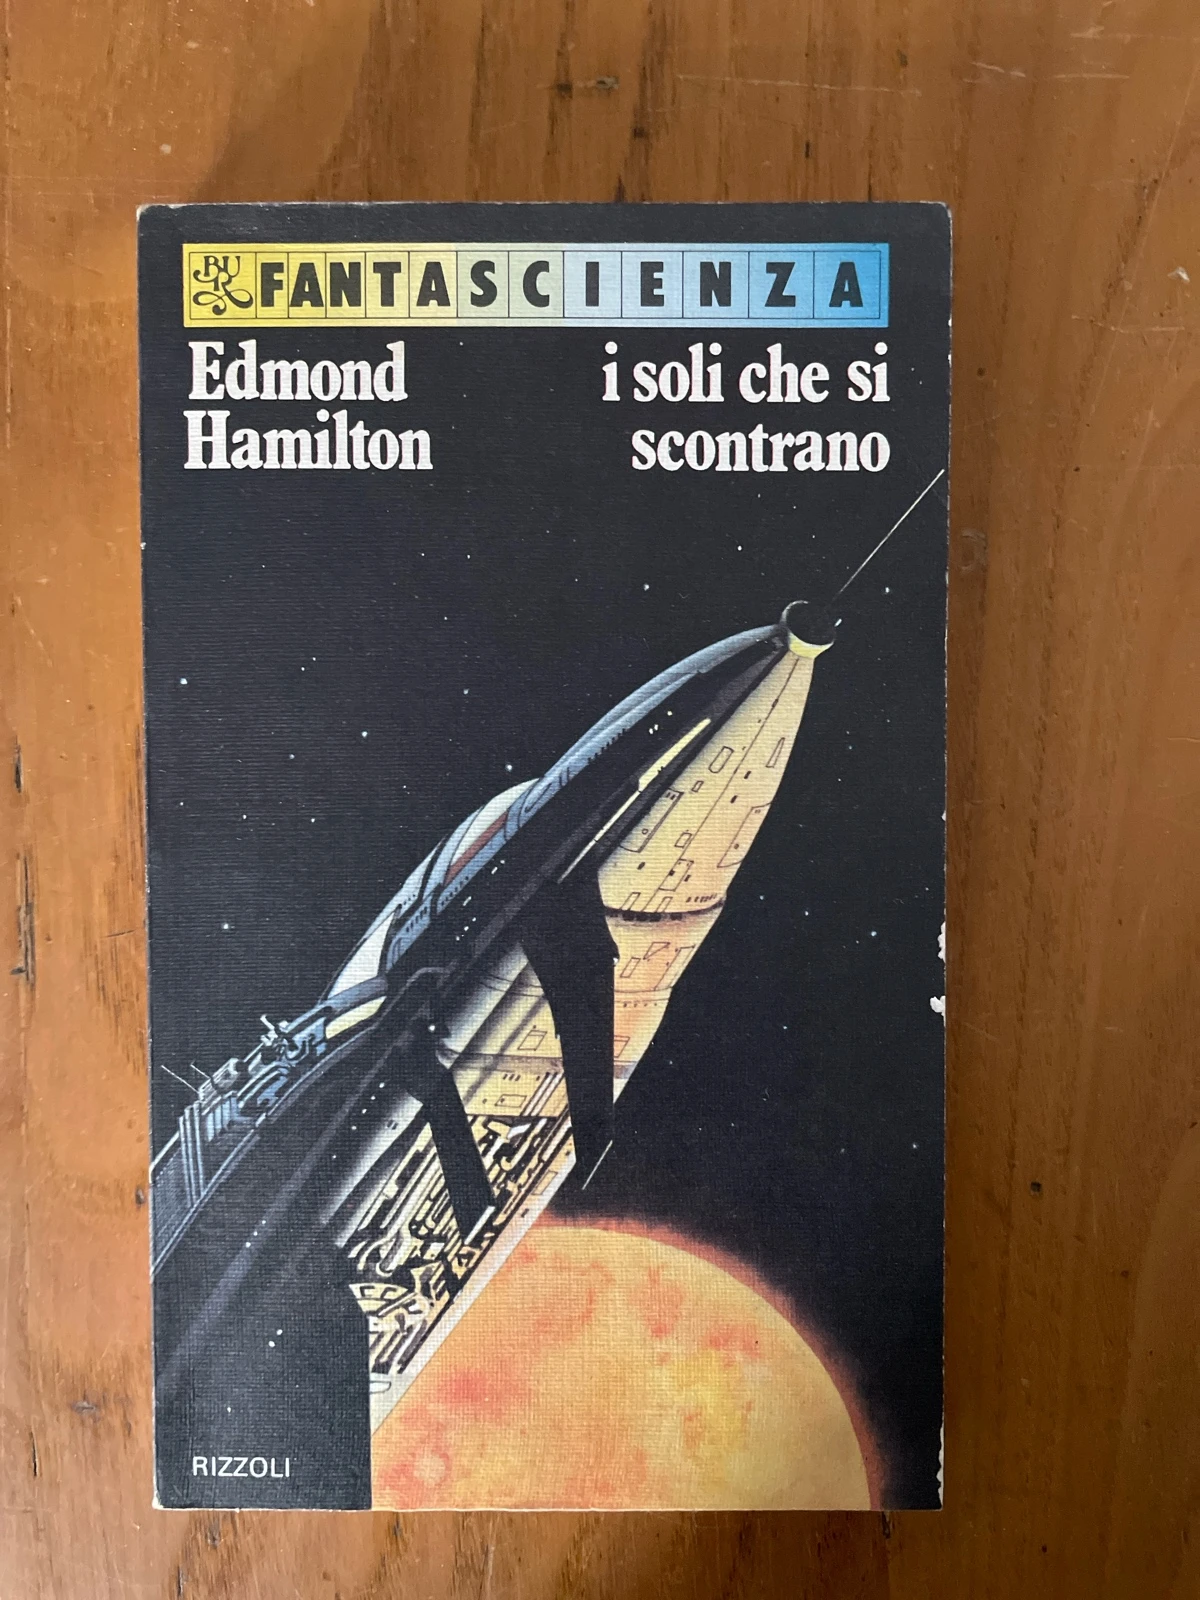 BUR FANTASCIENZA
Edmond
Hamilton
i soli che si
scontrano
RIZZOLI